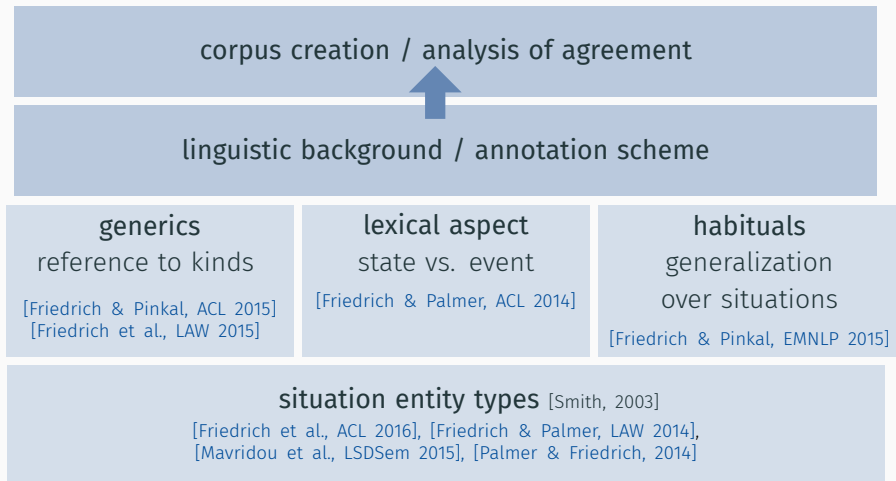 corpus creation / analysis of agreement
linguistic background / annotation scheme
generics
reference to kinds
[Friedrich & Pinkal, ACL 2015]
[Friedrich et al., LAW 2015]
lexical aspect
state vs. event
[Friedrich & Palmer, ACL 2014]
habituals
generalization
over situations
[Friedrich & Pinkal, EMNLP 2015]
situation entity types [Smith, 2003]
[Friedrich et al., ACL 2016], [Friedrich & Palmer, LAW 2014],
[Mavridou et al., LSDSem 2015], [Palmer & Friedrich, 2014]